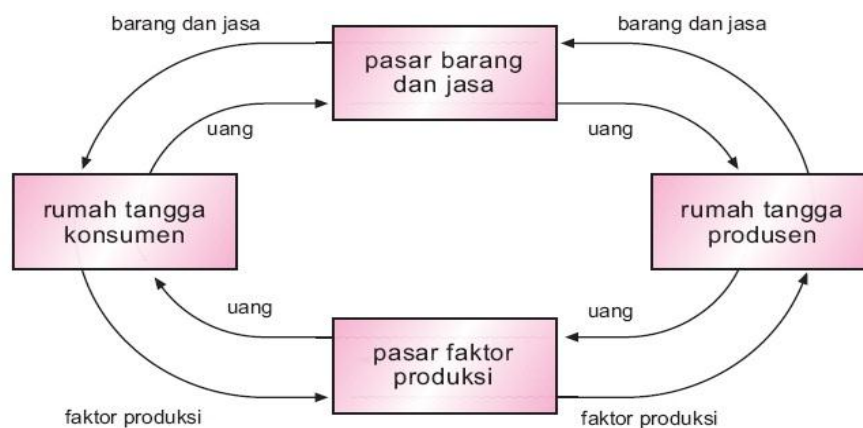 barang dan jasa
barang dan jasa
pasar barang
dan jasa
uang
uang
rumah tangga
konsumen
rumah tangga
produsen
uang
uang
pasar faktor
produksi
faktor produksi
faktor produksi